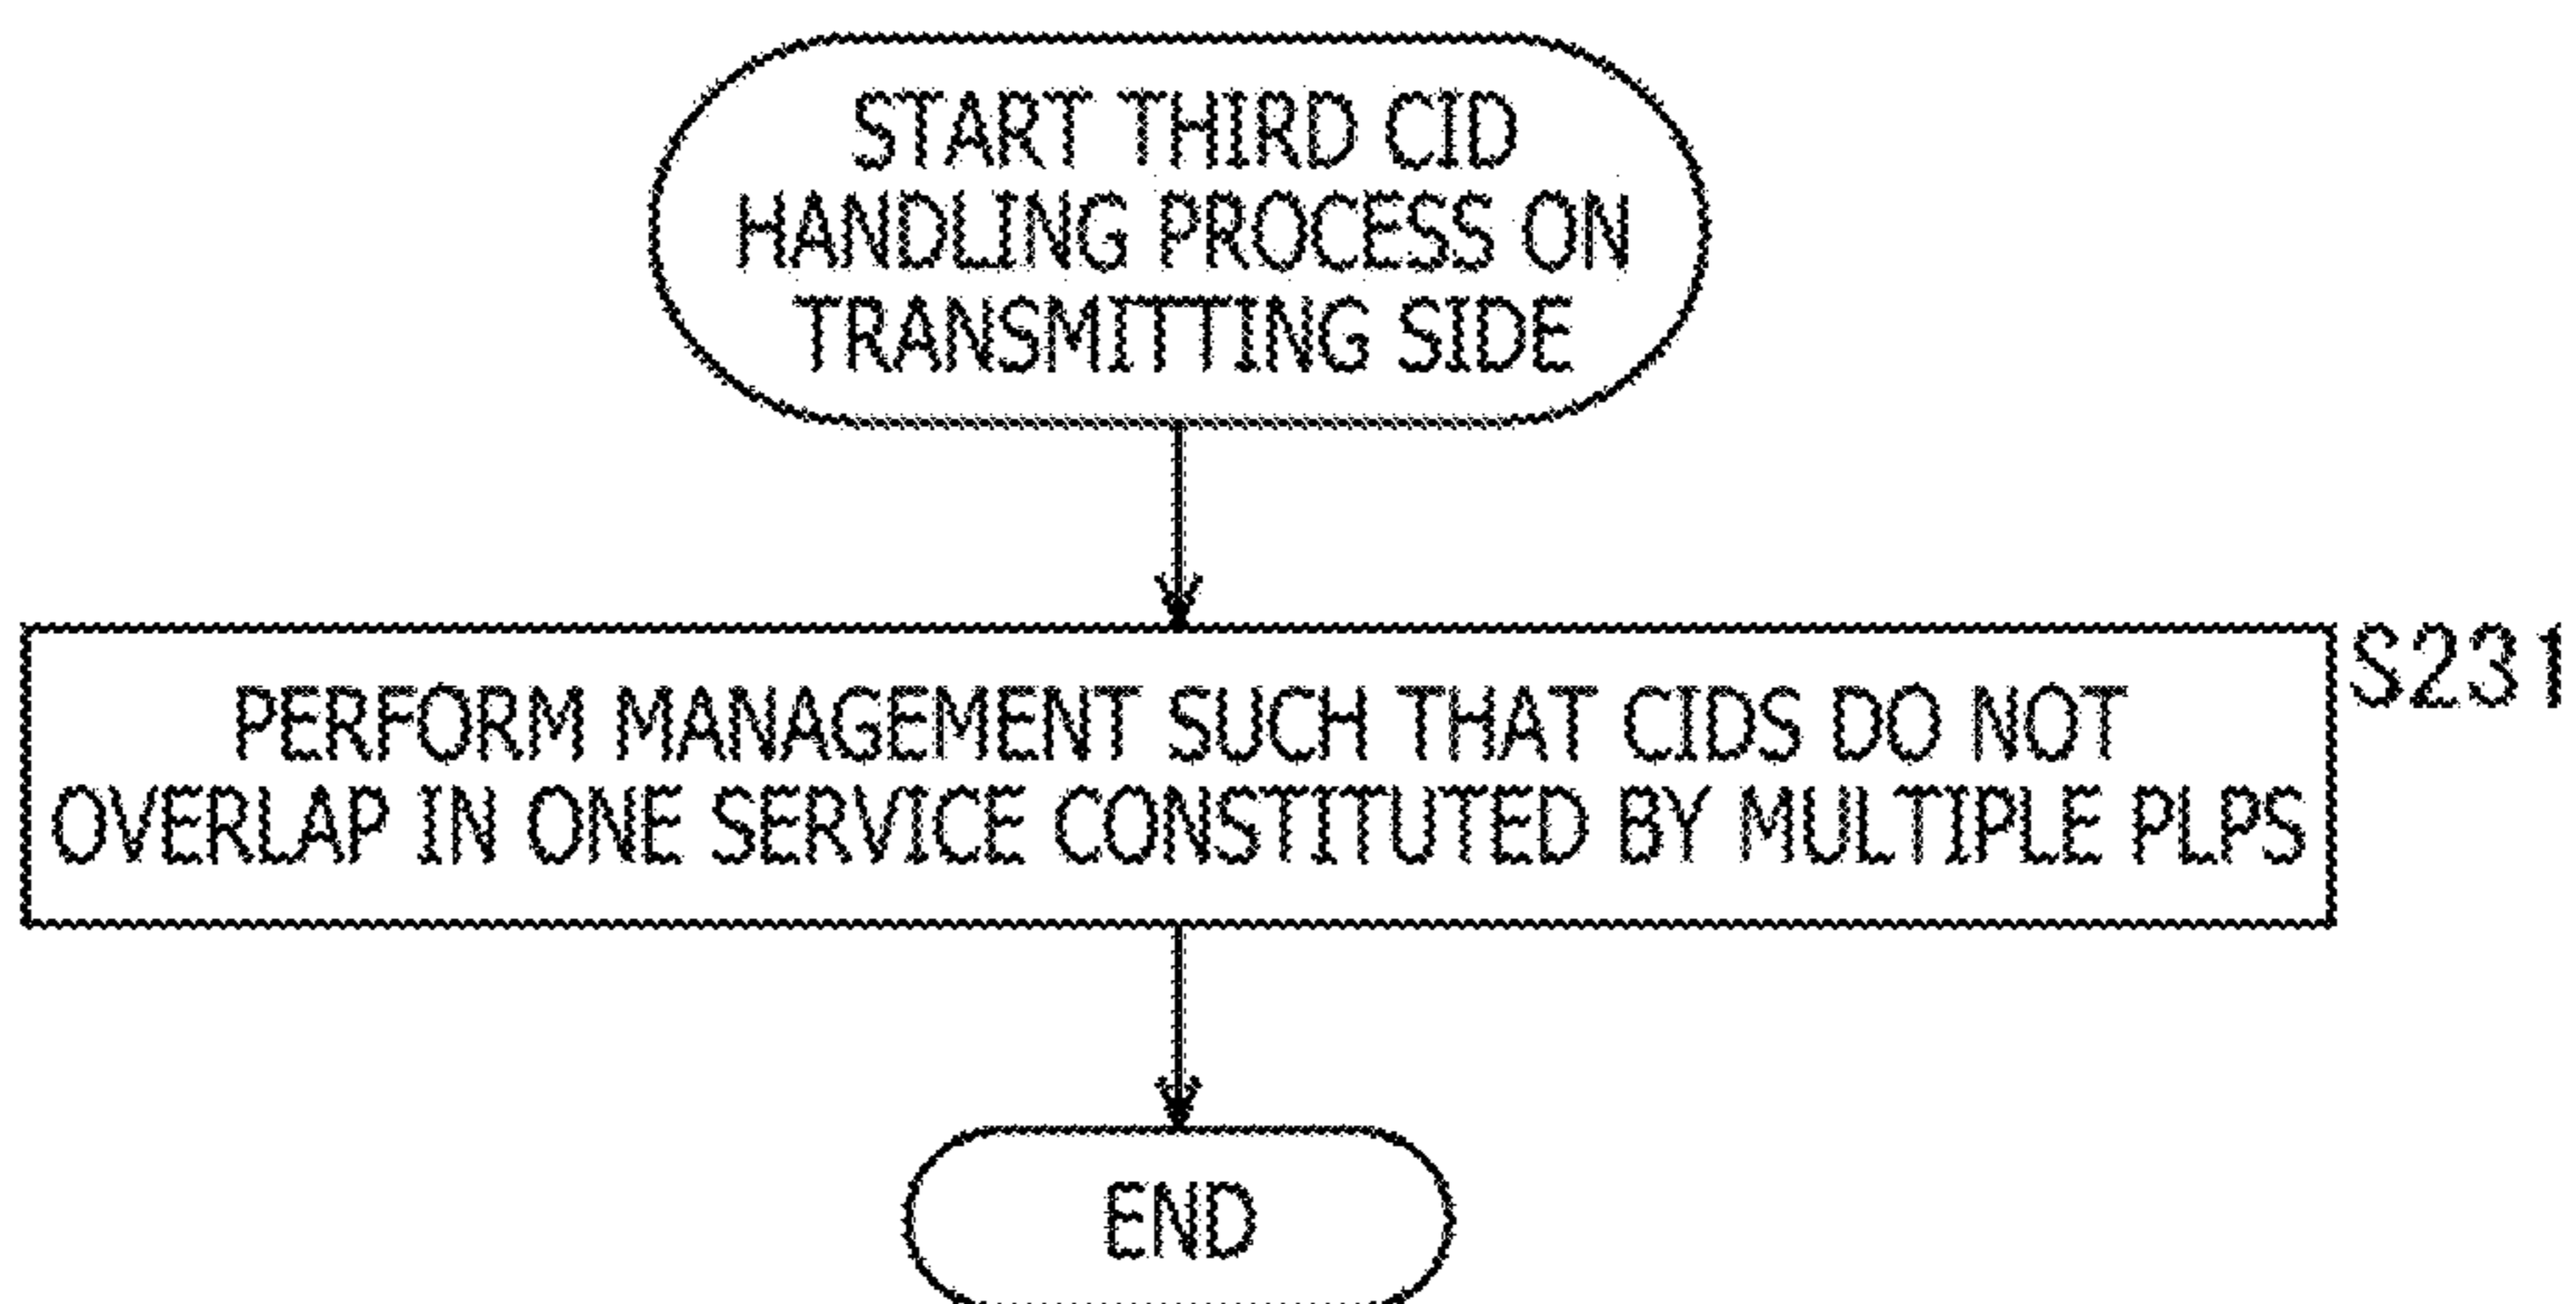 START THIRD CID
HANDLING PROCESS ON
TRANSMITTING SIDE
S231
PERFORM MANAGEMENT SUCH THAT CIDS DO NOT
OVERLAP IN ONE SERVICE CONSTITUTED BY MULTIPLE PLPS
END